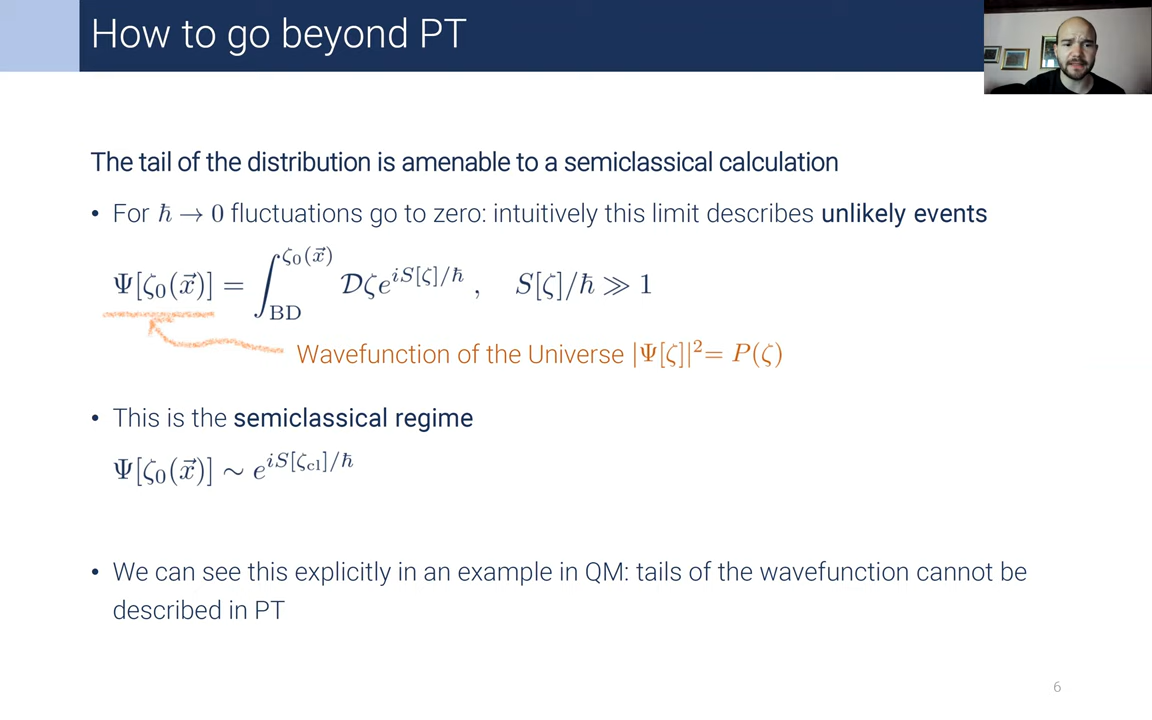 How to go beyond PT
The tail of the distribution is amenable to a semiclassical calculation
• For ℏ → 0 fluctuations go to zero: intuitively this limit describes unlikely events
Ψ[ζ₀(x⃗)] = ∫_BD^ζ₀(x⃗) 𝒟ζ e^{iS[ζ]/ℏ} , S[ζ]/ℏ ≫ 1
Wavefunction of the Universe |Ψ[ζ]|² = P(ζ)
• This is the semiclassical regime
Ψ[ζ₀(x⃗)] ∼ e^{iS[ζ_cl]/ℏ}
• We can see this explicitly in an example in QM: tails of the wavefunction cannot be
described in PT
6